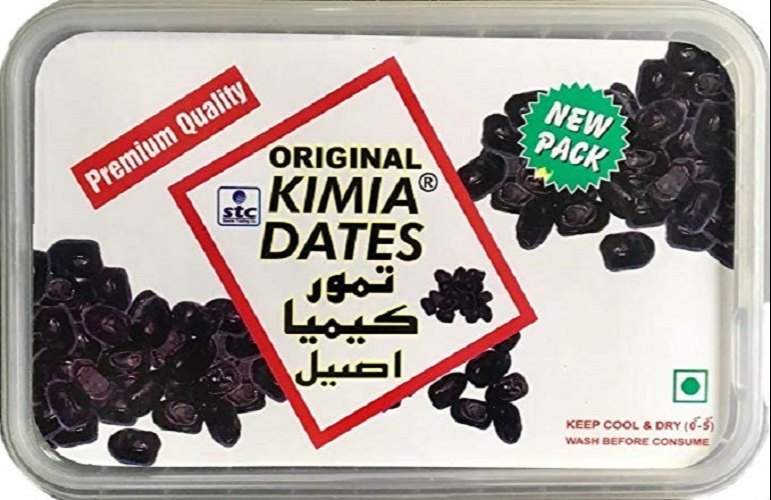 Premium Quality
NEW
PACK
ORIGINAL
KIMIA®
DATES
stc
تمور
كيميا
اصيل
KEEP COOL & DRY
WASH BEFORE CONSUME